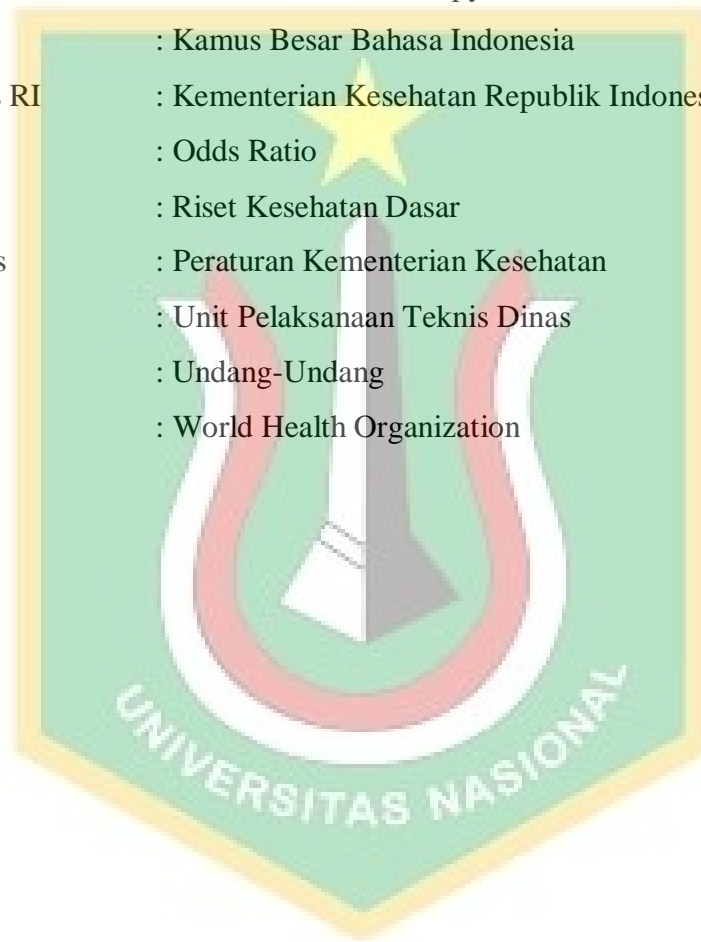 : Kamus Besar Bahasa Indonesia
RI : Kementerian Kesehatan Republik
: Odds Ratio
: Riset Kesehatan Dasar
s : Peraturan Kementerian Kesehatan
: Unit Pelaksanaan Teknis Dinas
: Undang-Undang
: World Health Organization
UNIVERSITAS NASIONAL